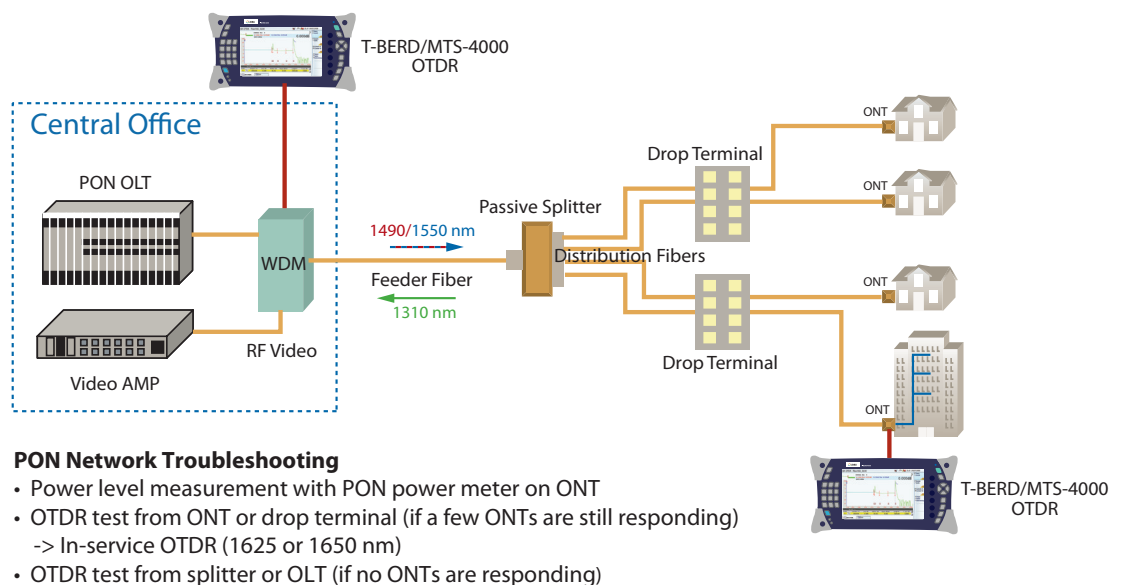 T-BERD/MTS-4000
OTDR
Central Office
PON OLT
WDM
RF Video
Video AMP
1490/1550 nm
Feeder Fiber
1310 nm
Passive Splitter
Distribution Fibers
Drop Terminal
Drop Terminal
ONT
ONT
ONT
ONT
T-BERD/MTS-4000
OTDR
PON Network Troubleshooting
• Power level measurement with PON power meter on ONT
• OTDR test from ONT or drop terminal (if a few ONTs are still responding)
-> In-service OTDR (1625 or 1650 nm)
• OTDR test from splitter or OLT (if no ONTs are responding)